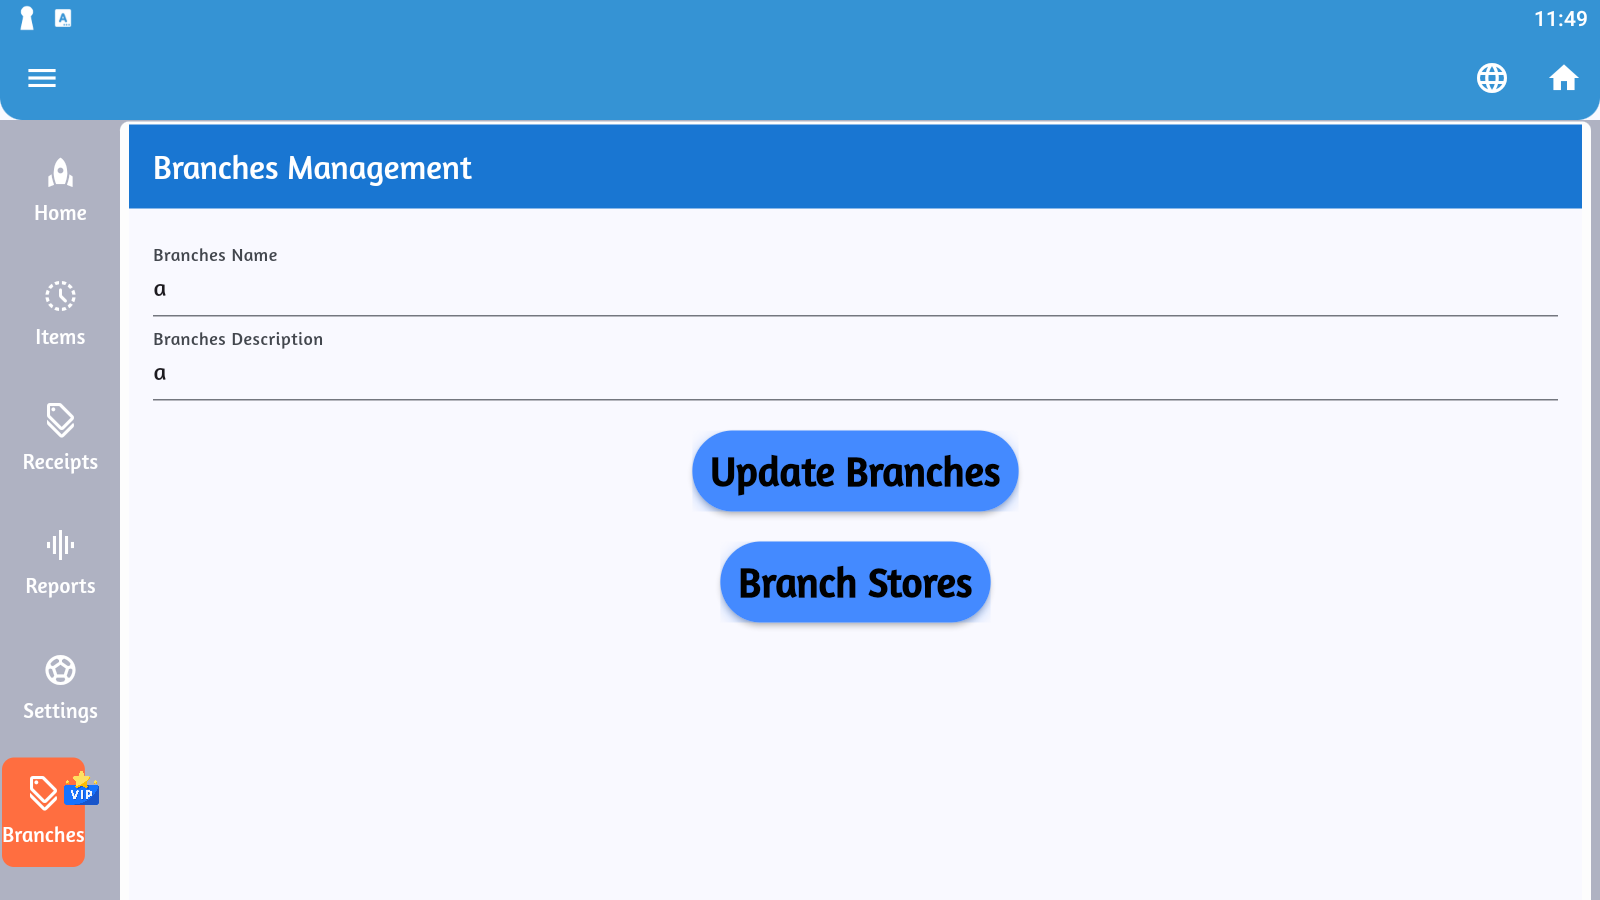 11:49
Branches Management
Home
Items
Receipts
Reports
Settings
VIP
Branches
Branches Name
a
Branches Description
a
Update Branches
Branch Stores